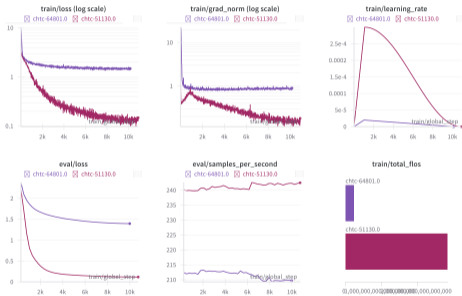 train/loss (log scale)
chtc-64801.0 chtc-51130.0
10
1
0.1
2k 4k 6k 8k 10k
train/global_step
train/grad_norm (log scale)
chtc-64801.0 chtc-51130.0
10
1
2k 4k 6k 8k 10k
train/global_step
train/learning_rate
chtc-64801.0 chtc-51130.0
2.5e-4
0.0002
1.5e-4
0.0001
5e-5
0
2k 4k 6k 8k 10k
train/global_step
eval/loss
chtc-64801.0 chtc-51130.0
2
1.5
1
0.5
0
2k 4k 6k 8k 10k
train/global_step
eval/samples_per_second
chtc-64801.0 chtc-51130.0
240
235
230
225
220
215
210
2k 4k 6k 8k 10k
train/global_step
train/total_flos
chtc-64801.0
chtc-51130.0